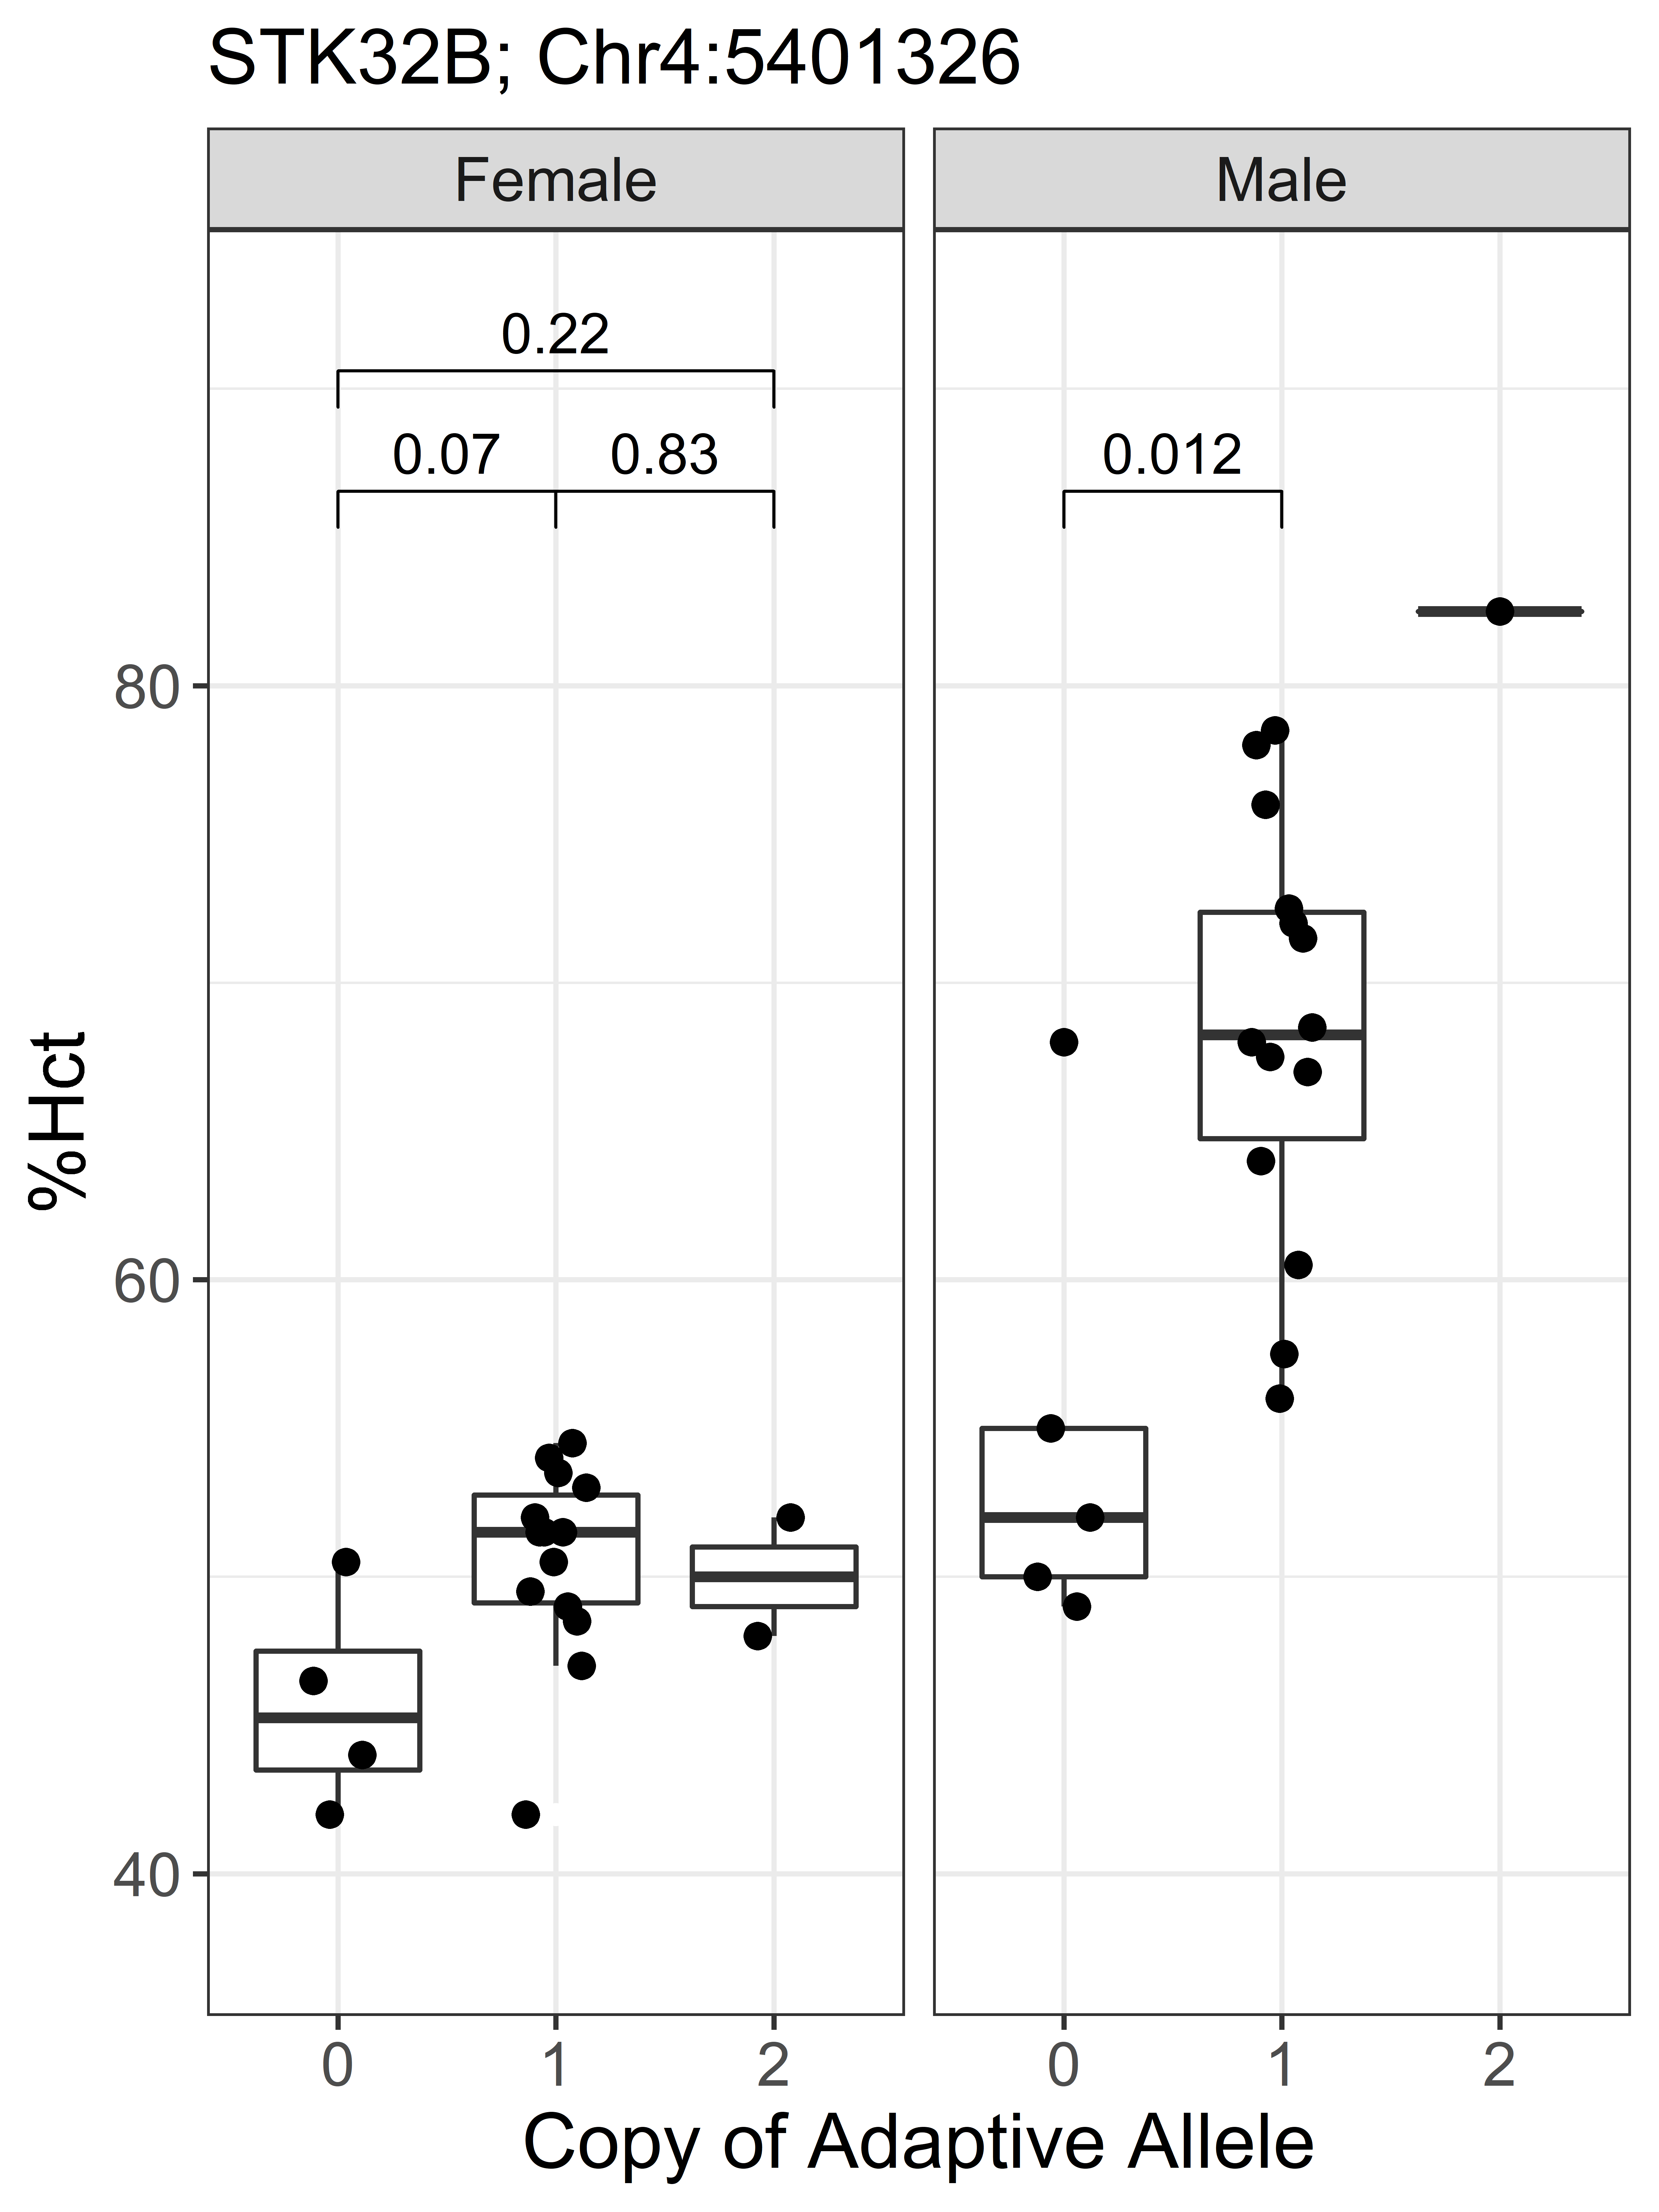 STK32B; Chr4:5401326
Female
Male
0.22
0.07
0.83
0.012
80
60
40
%Hct
0
1
2
0
1
2
Copy of Adaptive Allele